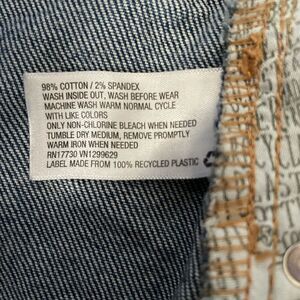 98% COTTON / 2% SPANDEX
WASH INSIDE OUT, WASH BEFORE WEAR
MACHINE WASH WARM NORMAL CYCLE
WITH LIKE COLORS
ONLY NON-CHLORINE BLEACH WHEN NEEDED
TUMBLE DRY MEDIUM, REMOVE PROMPTLY
WARM IRON WHEN NEEDED
RN17730 VN1299629
LABEL MADE FROM 100% RECYCLED PLASTIC